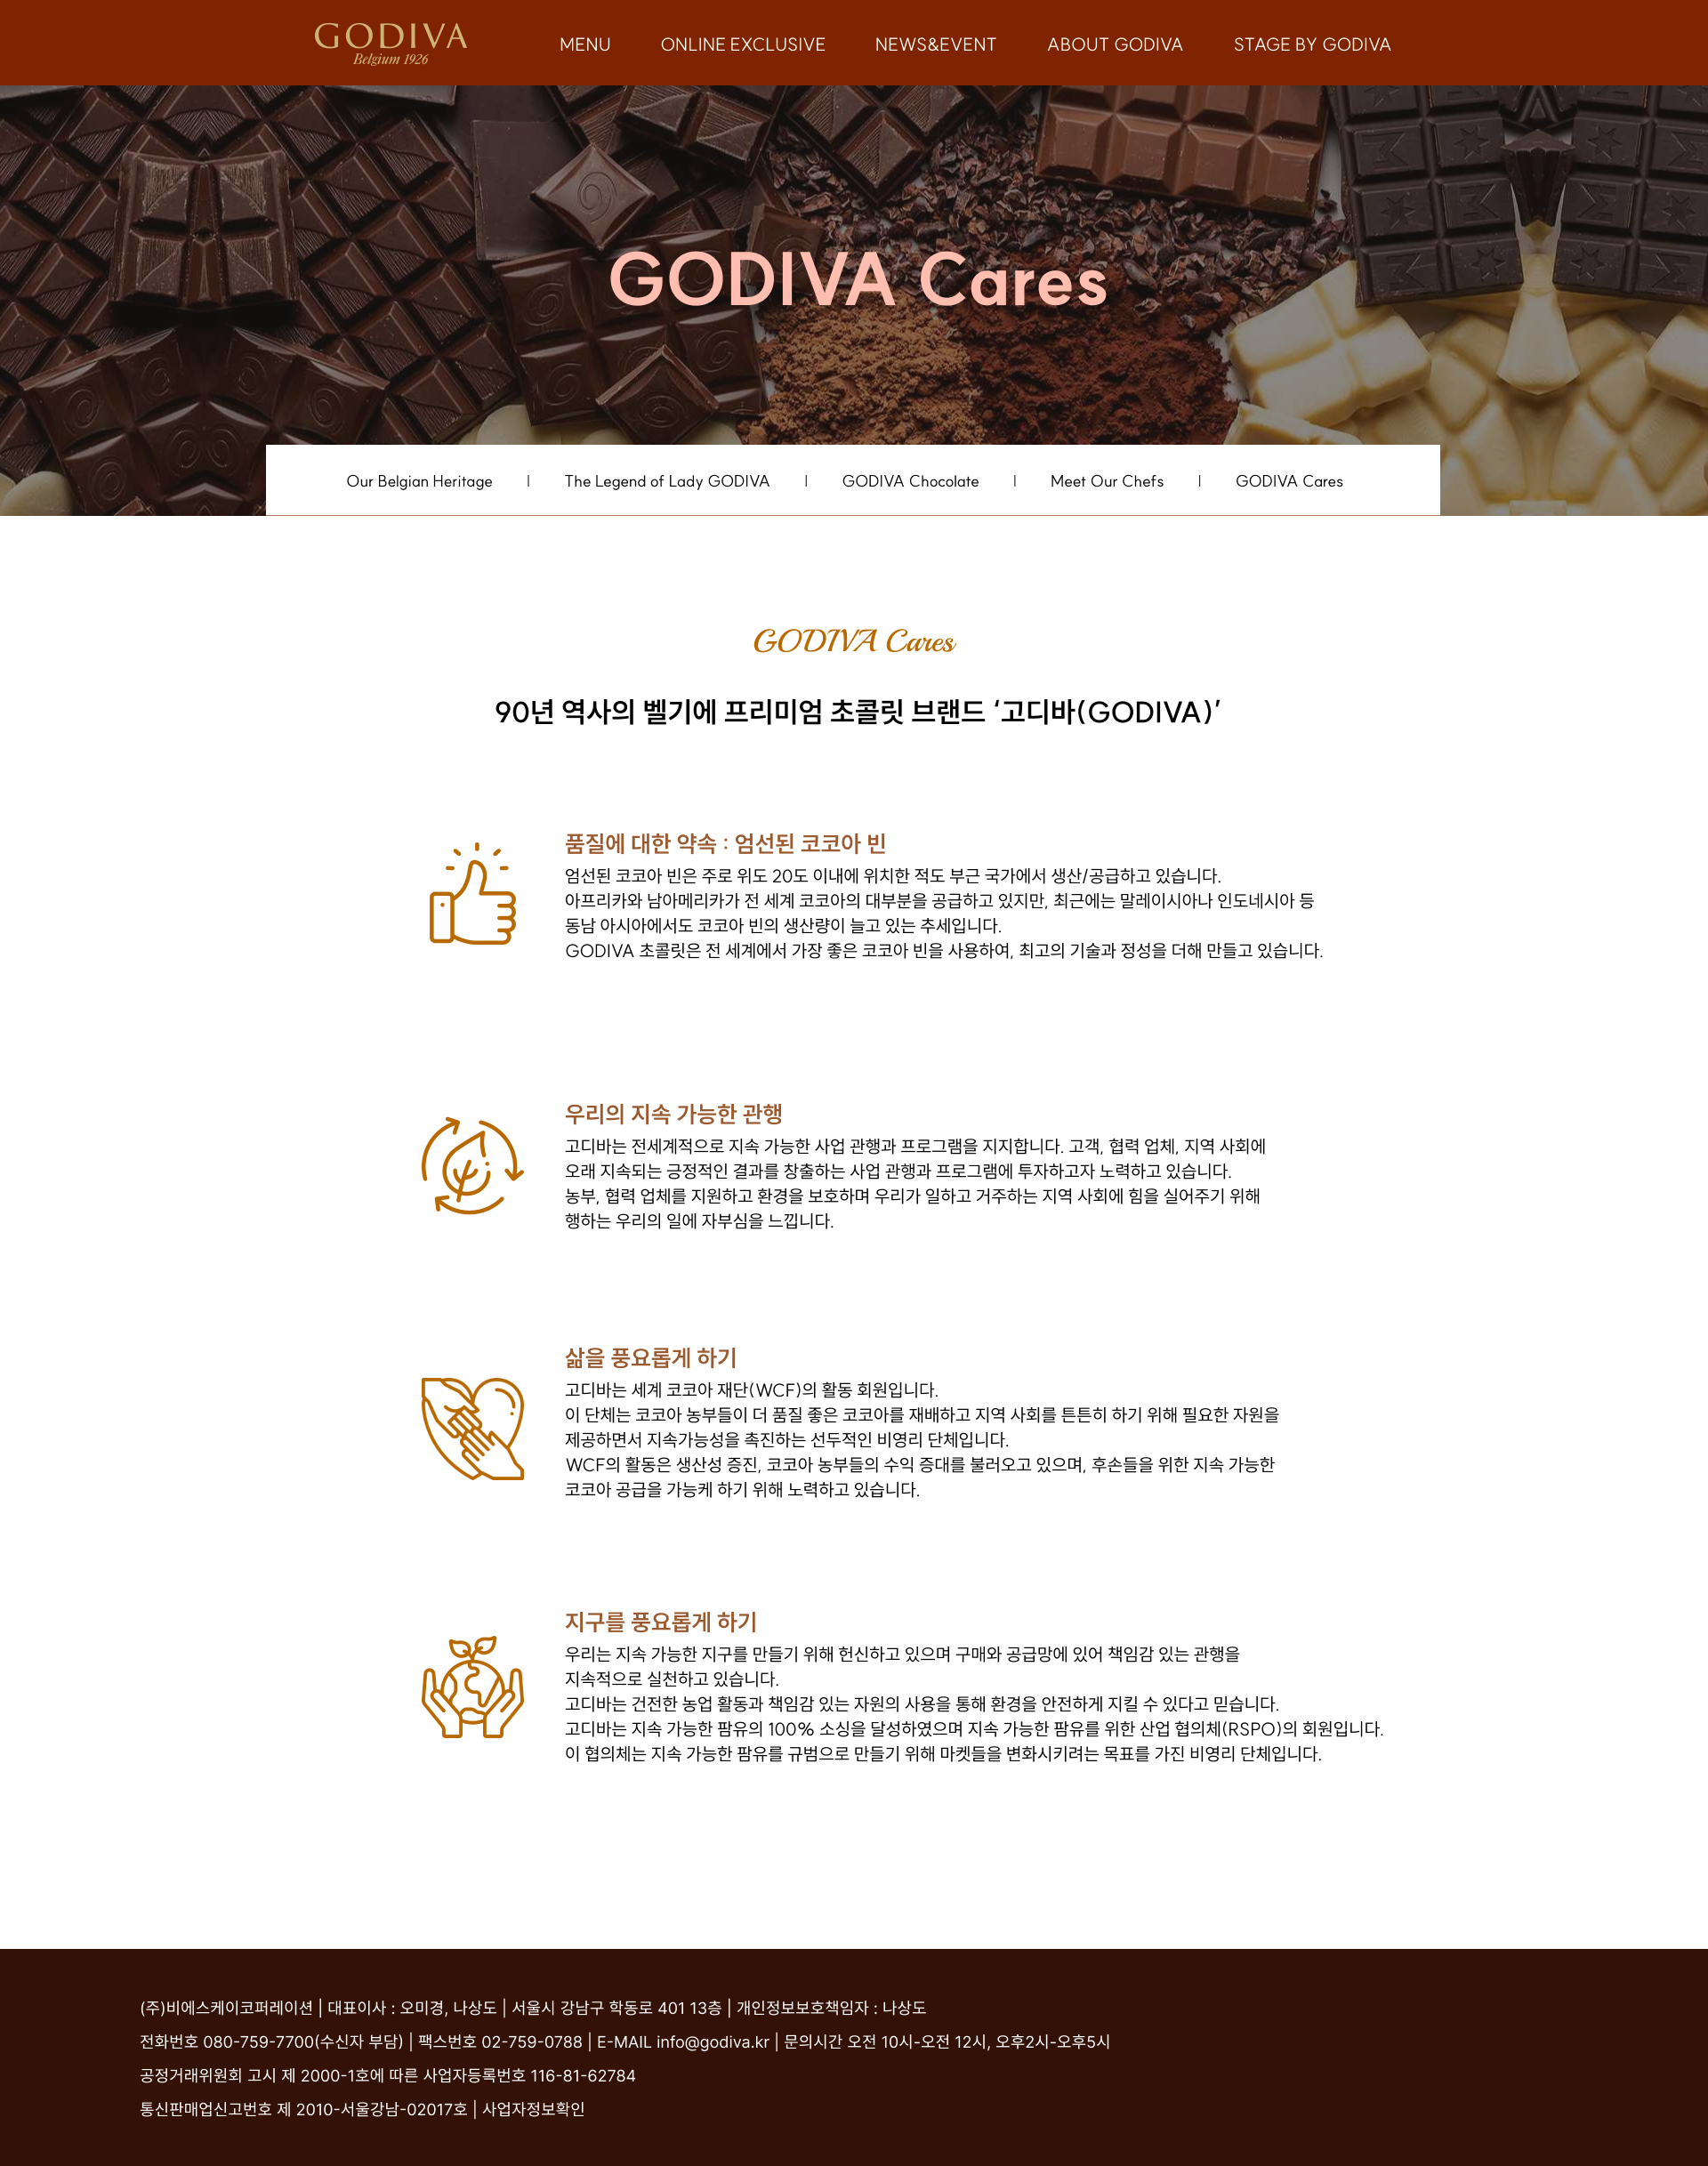 GODIVA
Belgium 1926
MENU
ONLINE EXCLUSIVE
NEWS&EVENT
ABOUT GODIVA
STAGE BY GODIVA
GODIVA Cares
Our Belgian Heritage | The Legend of Lady GODIVA | GODIVA Chocolate | Meet Our Chefs | GODIVA Cares
GODIVA Cares
90년 역사의 벨기에 프리미엄 초콜릿 브랜드 ‘고디바(GODIVA)’
품질에 대한 약속 : 엄선된 코코아 빈
엄선된 코코아 빈은 주로 위도 20도 이내에 위치한 적도 부근 국가에서 생산/공급하고 있습니다.
아프리카와 남아메리카가 전 세계 코코아의 대부분을 공급하고 있지만, 최근에는 말레이시아나 인도네시아 등
동남 아시아에서도 코코아 빈의 생산량이 늘고 있는 추세입니다.
GODIVA 초콜릿은 전 세계에서 가장 좋은 코코아 빈을 사용하여, 최고의 기술과 정성을 더해 만들고 있습니다.
우리의 지속 가능한 관행
고디바는 전세계적으로 지속 가능한 사업 관행과 프로그램을 지지합니다. 고객, 협력 업체, 지역 사회에
오래 지속되는 긍정적인 결과를 창출하는 사업 관행과 프로그램에 투자하고자 노력하고 있습니다.
농부, 협력 업체를 지원하고 환경을 보호하며 우리가 일하고 거주하는 지역 사회에 힘을 실어주기 위해
행하는 우리의 일에 자부심을 느낍니다.
삶을 풍요롭게 하기
고디바는 세계 코코아 재단(WCF)의 활동 회원입니다.
이 단체는 코코아 농부들이 더 품질 좋은 코코아를 재배하고 지역 사회를 튼튼히 하기 위해 필요한 자원을
제공하면서 지속가능성을 촉진하는 선두적인 비영리 단체입니다.
WCF의 활동은 생산성 증진, 코코아 농부들의 수익 증대를 불러오고 있으며, 후손들을 위한 지속 가능한
코코아 공급을 가능케 하기 위해 노력하고 있습니다.
지구를 풍요롭게 하기
우리는 지속 가능한 지구를 만들기 위해 헌신하고 있으며 구매와 공급망에 있어 책임감 있는 관행을
지속적으로 실천하고 있습니다.
고디바는 건전한 농업 활동과 책임감 있는 자원의 사용을 통해 환경을 안전하게 지킬 수 있다고 믿습니다.
고디바는 지속 가능한 팜유의 100% 소싱을 달성하였으며 지속 가능한 팜유를 위한 산업 협의체(RSPO)의 회원입니다.
이 협의체는 지속 가능한 팜유를 규범으로 만들기 위해 마켓들을 변화시키려는 목표를 가진 비영리 단체입니다.
(주)비에스케이코퍼레이션 | 대표이사 : 오미경, 나상도 | 서울시 강남구 학동로 401 13층 | 개인정보보호책임자 : 나상도
전화번호 080-759-7700(수신자 부담) | 팩스번호 02-759-0788 | E-MAIL info@godiva.kr | 문의시간 오전 10시-오전 12시, 오후2시-오후5시
공정거래위원회 고시 제 2000-1호에 따른 사업자등록번호 116-81-62784
통신판매업신고번호 제 2010-서울강남-02017호 | 사업자정보확인